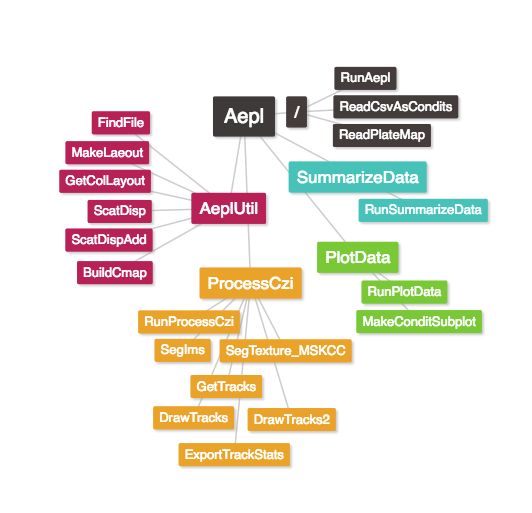 Aepl
/
RunAepl
ReadCsvAsCondits
ReadPlateMap
FindFile
MakeLaeout
GetColLayout
ScatDisp
ScatDispAdd
BuildCmap
AeplUtil
SummarizeData
RunSummarizeData
PlotData
RunPlotData
MakeConditSubplot
ProcessCzi
RunProcessCzi
SegIms
SegTexture_MSKCC
GetTracks
DrawTracks
DrawTracks2
ExportTrackStats